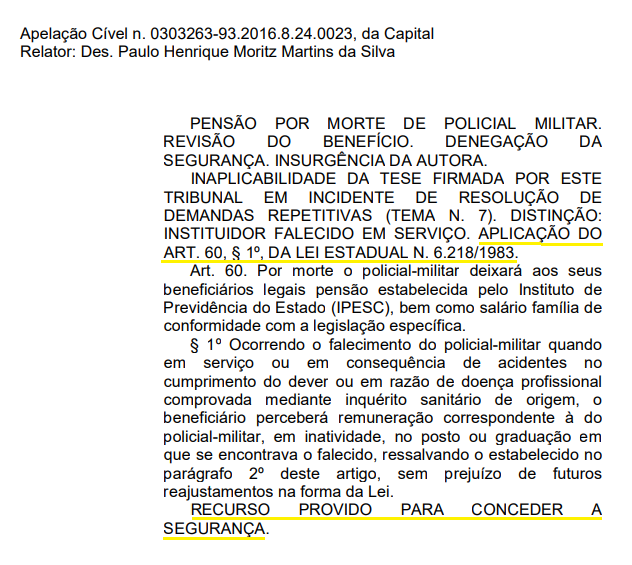 Apelação Cível n. 0303263-93.2016.8.24.0023, da Capital
Relator: Des. Paulo Henrique Moritz Martins da Silva
PENSÃO POR MORTE DE POLICIAL MILITAR.
REVISÃO DO BENEFÍCIO. DENEGAÇÃO DA
SEGURANÇA. INSURGÊNCIA DA AUTORA.
INAPLICABILIDADE DA TESE FIRMADA POR ESTE
TRIBUNAL EM INCIDENTE DE RESOLUÇÃO DE
DEMANDAS REPETITIVAS (TEMA N. 7). DISTINÇÃO:
INSTITUIDOR FALECIDO EM SERVIÇO. APLICAÇÃO DO
ART. 60, § 1º, DA LEI ESTADUAL N. 6.218/1983.
Art. 60. Por morte o policial-militar deixará aos seus
beneficiários legais pensão estabelecida pelo Instituto de
Previdência do Estado (IPESC), bem como salário família de
conformidade com a legislação específica.
§ 1º Ocorrendo o falecimento do policial-militar quando
em serviço ou em consequência de acidentes no
cumprimento do dever ou em razão de doença profissional
comprovada mediante inquérito sanitário de origem, o
beneficiário perceberá remuneração correspondente à do
policial-militar, em inatividade, no posto ou graduação em
que se encontrava o falecido, ressalvando o estabelecido no
parágrafo 2º deste artigo, sem prejuízo de futuros
reajustamentos na forma da Lei.
RECURSO PROVIDO PARA CONCEDER A
SEGURANÇA.